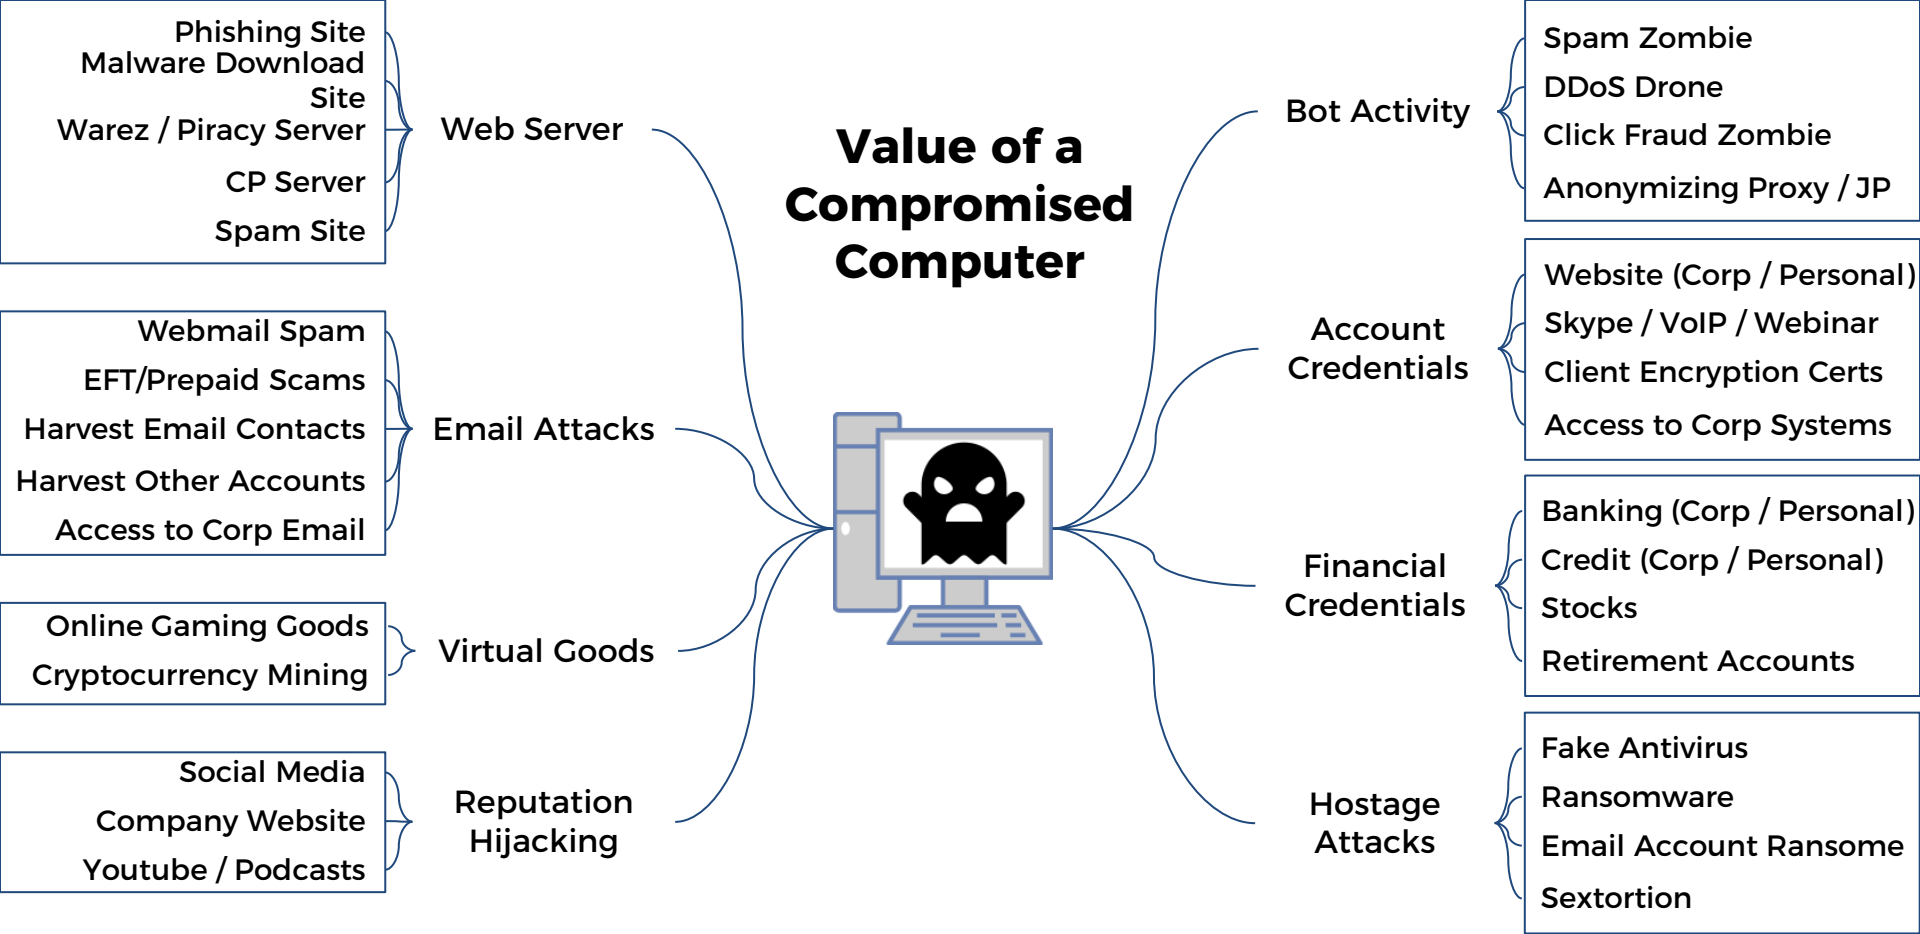 Value of a
Compromised
Computer
Phishing Site
Malware Download
Site
Warez / Piracy Server
CP Server
Spam Site
Web Server
Webmail Spam
EFT/Prepaid Scams
Harvest Email Contacts
Harvest Other Accounts
Access to Corp Email
Email Attacks
Online Gaming Goods
Cryptocurrency Mining
Virtual Goods
Social Media
Company Website
Youtube / Podcasts
Reputation
Hijacking
Bot Activity
Spam Zombie
DDoS Drone
Click Fraud Zombie
Anonymizing Proxy / JP
Account
Credentials
Website (Corp / Personal)
Skype / VoIP / Webinar
Client Encryption Certs
Access to Corp Systems
Financial
Credentials
Banking (Corp / Personal)
Credit (Corp / Personal)
Stocks
Retirement Accounts
Hostage
Attacks
Fake Antivirus
Ransomware
Email Account Ransome
Sextortion